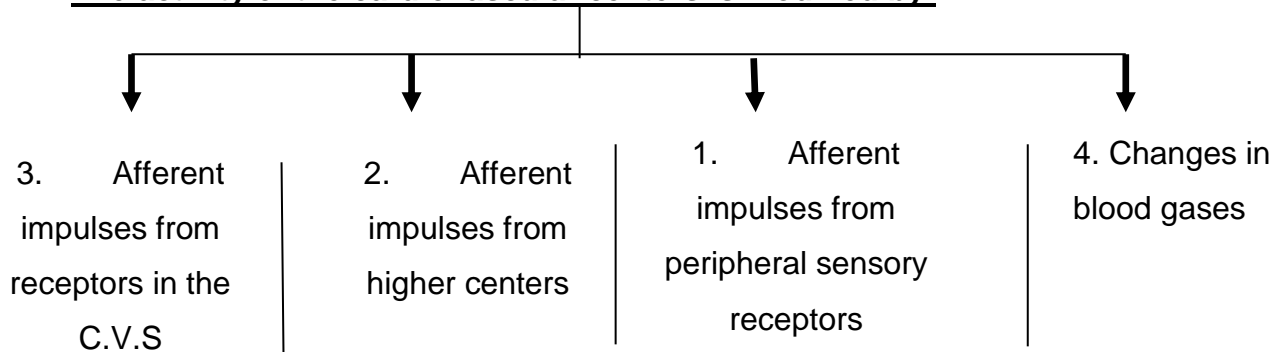 3. Afferent
impulses from
receptors in the
C.V.S
2. Afferent
impulses from
higher centers
1. Afferent
impulses from
peripheral sensory
receptors
4. Changes in
blood gases